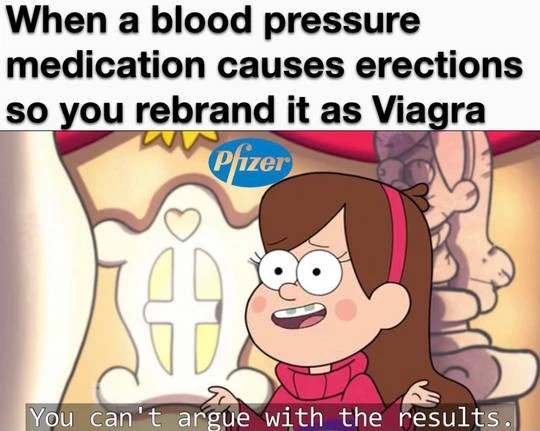 When a blood pressure
medication causes erections
so you rebrand it as Viagra
Pfizer
You can't argue with the results.